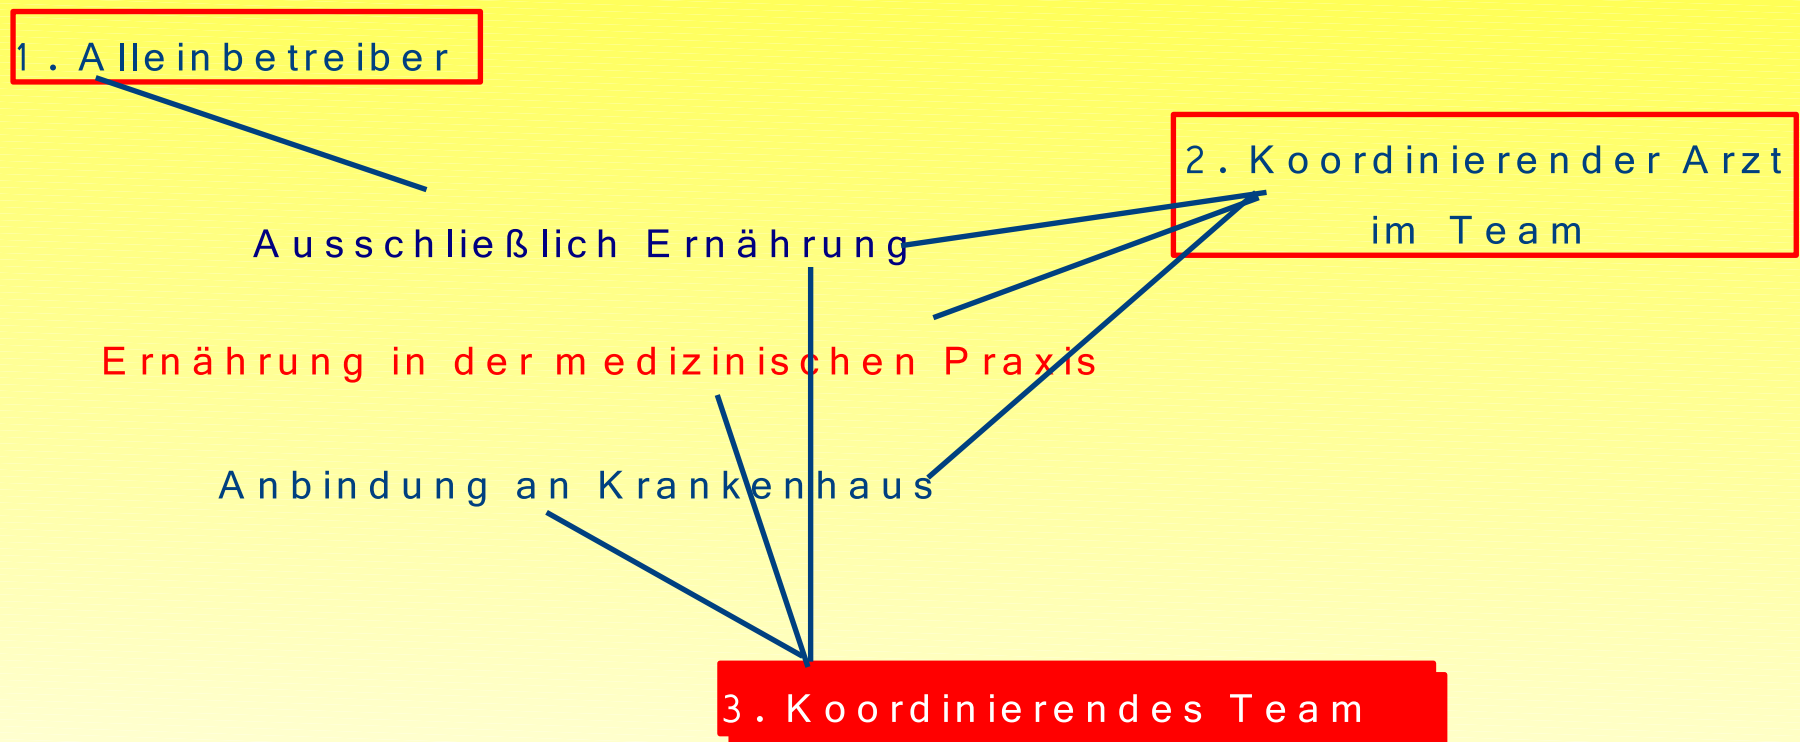 1. Alleinbetreiber
2. Koordinierender Arzt
im Team
Ausschließlich Ernährung
Ernährung in der medizinischen Praxis
Anbindung an Krankenhaus
3. Koordinierendes Team